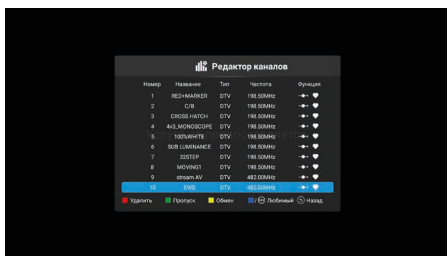 Редактор каналов
Номер Название Тип Частота Функция
1 RED+MARKER DTV 198.50MHz
2 C/B DTV 198.50MHz
3 CROSS HATCH DTV 198.50MHz
4 4x3_MONOSCOPE DTV 198.50MHz
5 100%WHITE DTV 198.50MHz
6 SUB LUMINANCE DTV 198.50MHz
7 32STEP DTV 198.50MHz
8 MOVING1 DTV 198.50MHz
9 stream AV DTV 482.00MHz
10 EWS DTV 482.00MHz
Удалить Пропуск Обмен / Любимый Назад